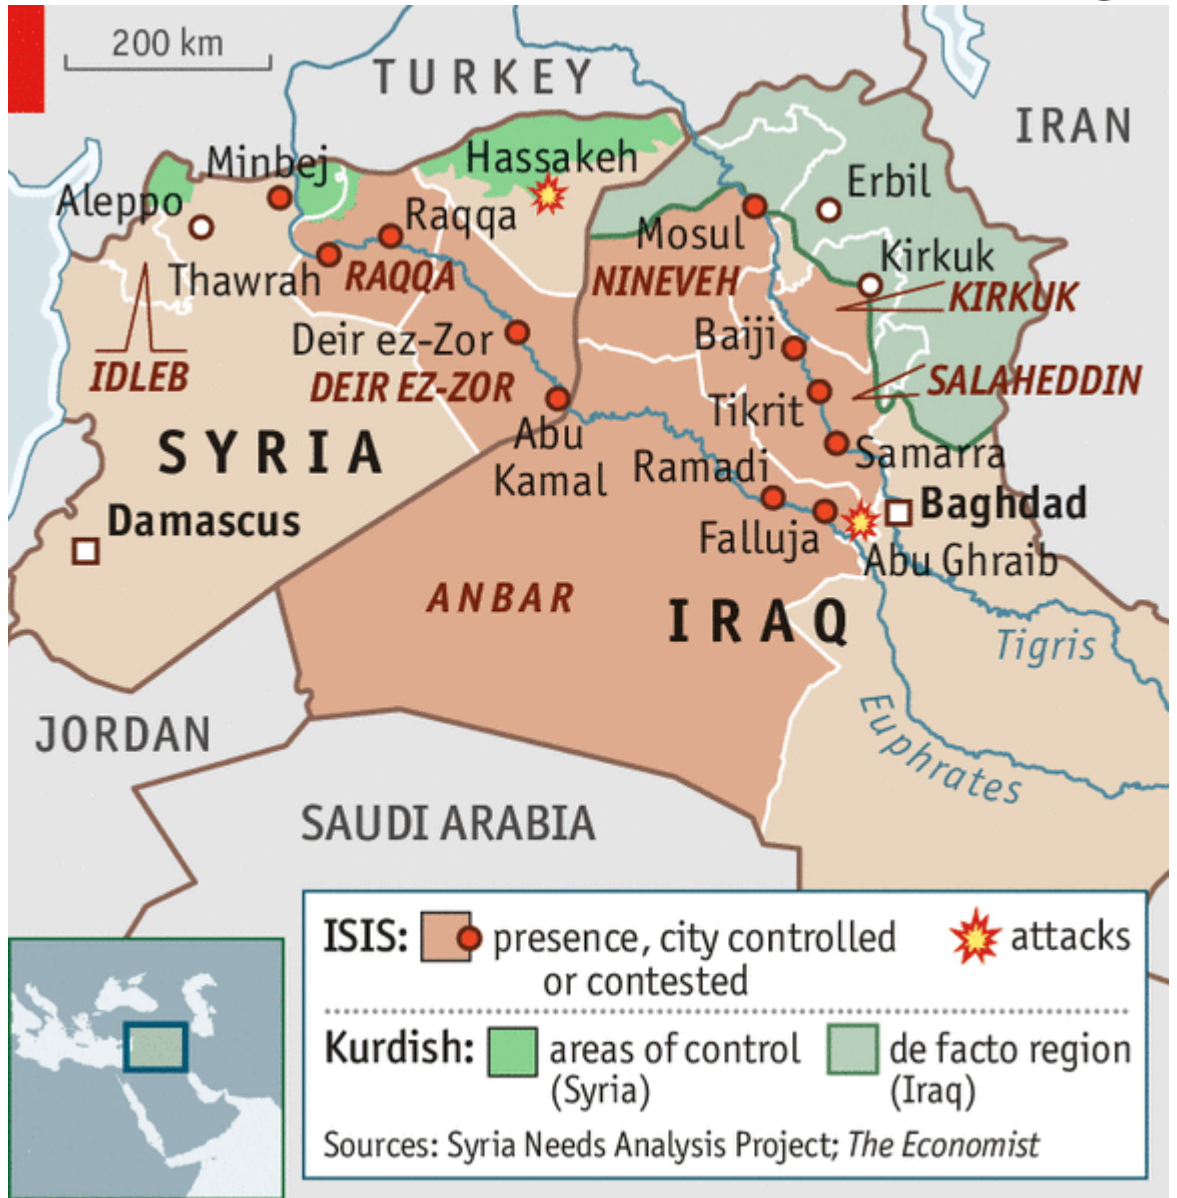 200 km
TURKEY
IRAN
Minbej
Hassakeh
Aleppo
Erbil
Raqqa
Mosul
Kirkuk
Thawrah
RAQQA
NINEVEH
KIRKUK
Deir ez-Zor
Baiji
IDLEB
DEIR EZ-ZOR
SALAHEDDIN
Tikrit
Abu
Kamal
SYRIA
Ramadi
Samarra
Damascus
Baghdad
Falluja
Abu Ghraib
ANBAR
IRAQ
Tigris
JORDAN
Euphrates
SAUDI ARABIA
ISIS: presence, city controlled
or contested
attacks
Kurdish: areas of control
(Syria)
de facto region
(Iraq)
Sources: Syria Needs Analysis Project; The Economist